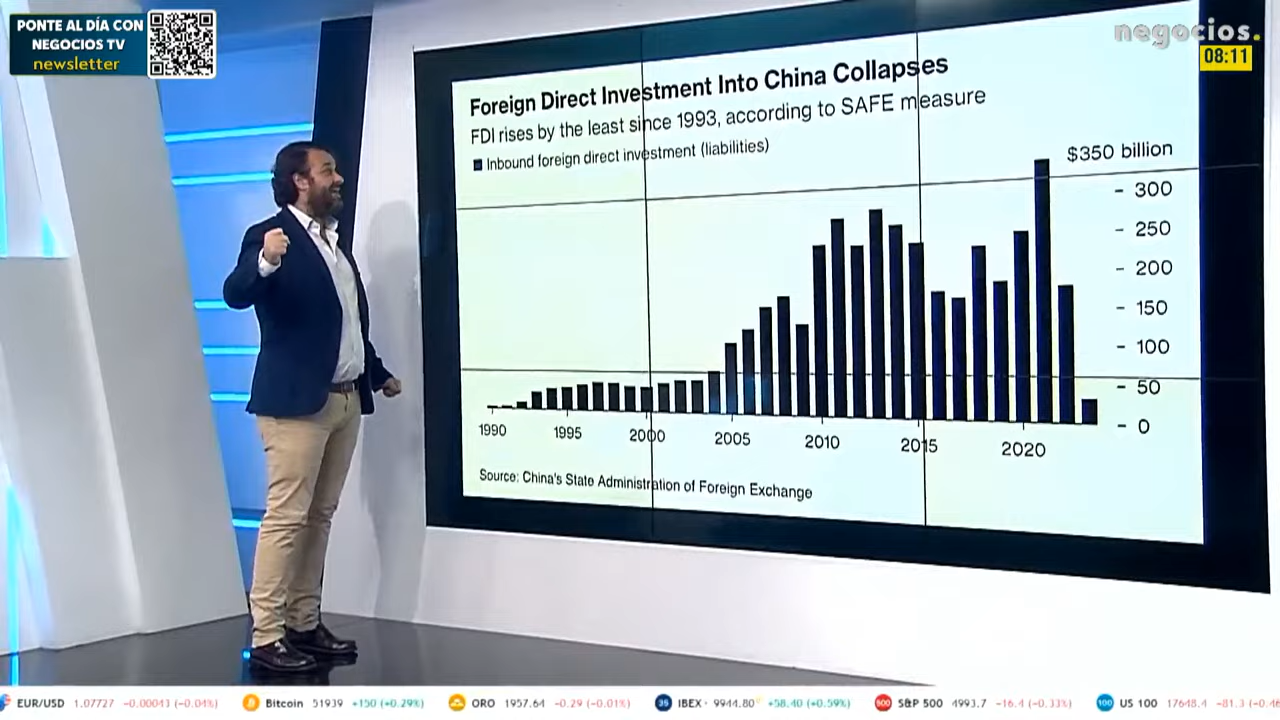 PONTE AL DÍA CON
NEGOCIOS TV
newsletter
negocios.
08:11
Foreign Direct Investment Into China Collapses
FDI rises by the least since 1993, according to SAFE measure
Inbound foreign direct investment (liabilities)
$350 billion
300
250
200
150
100
50
0
1990 1995 2000 2005 2010 2015 2020
Source: China's State Administration of Foreign Exchange
EUR/USD 1.07727 -0.00043 (-0.04%) Bitcoin 51939 +150 (+0.29%) ORO 1957.64 -0.29 (-0.01%) 35 IBEX 9944.80 +58.40 (+0.59%) 500 S&P 500 4993.7 -16.4 (-0.33%) 100 US 100 17648.4 -81.3